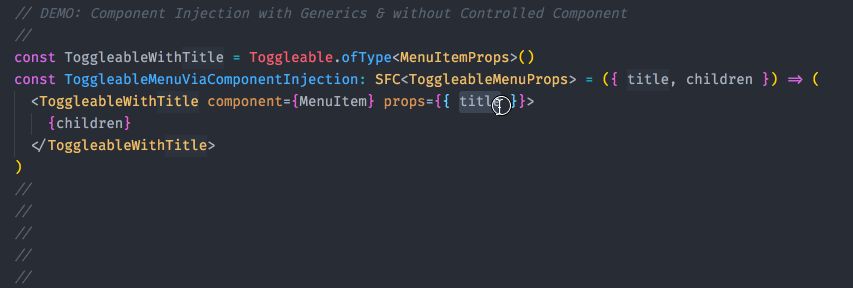 // DEMO: Component Injection with Generics & without Controlled Component
//
const ToggleableWithTitle = Toggleable.ofType<MenuItemProps>()
const ToggleableMenuViaComponentInjection: SFC<ToggleableMenuProps> = ({ title, children }) => (
<ToggleableWithTitle component={MenuItem} props={{ title }}>
{children}
</ToggleableWithTitle>
)
//
//
//
//
//